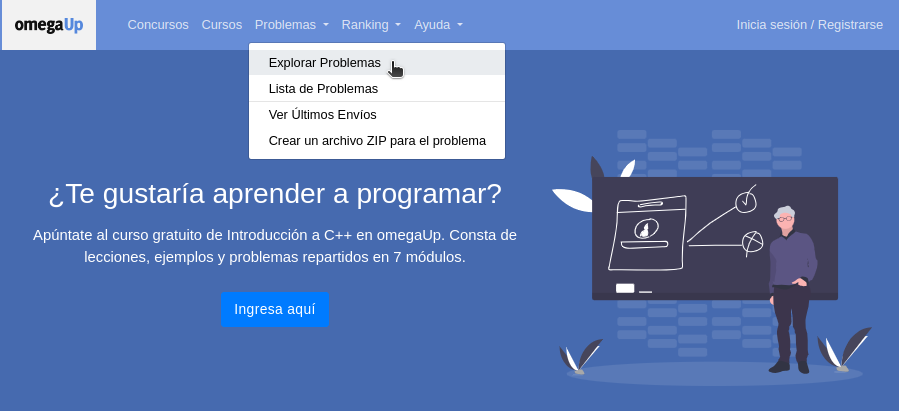 omegaUp Concursos Cursos Problemas Ranking Ayuda Inicia sesión / Registrarse
Explorar Problemas
Lista de Problemas
Ver Últimos Envíos
Crear un archivo ZIP para el problema
¿Te gustaría aprender a programar?
Apúntate al curso gratuito de Introducción a C++ en omegaUp. Consta de
lecciones, ejemplos y problemas repartidos en 7 módulos.
Ingresa aquí